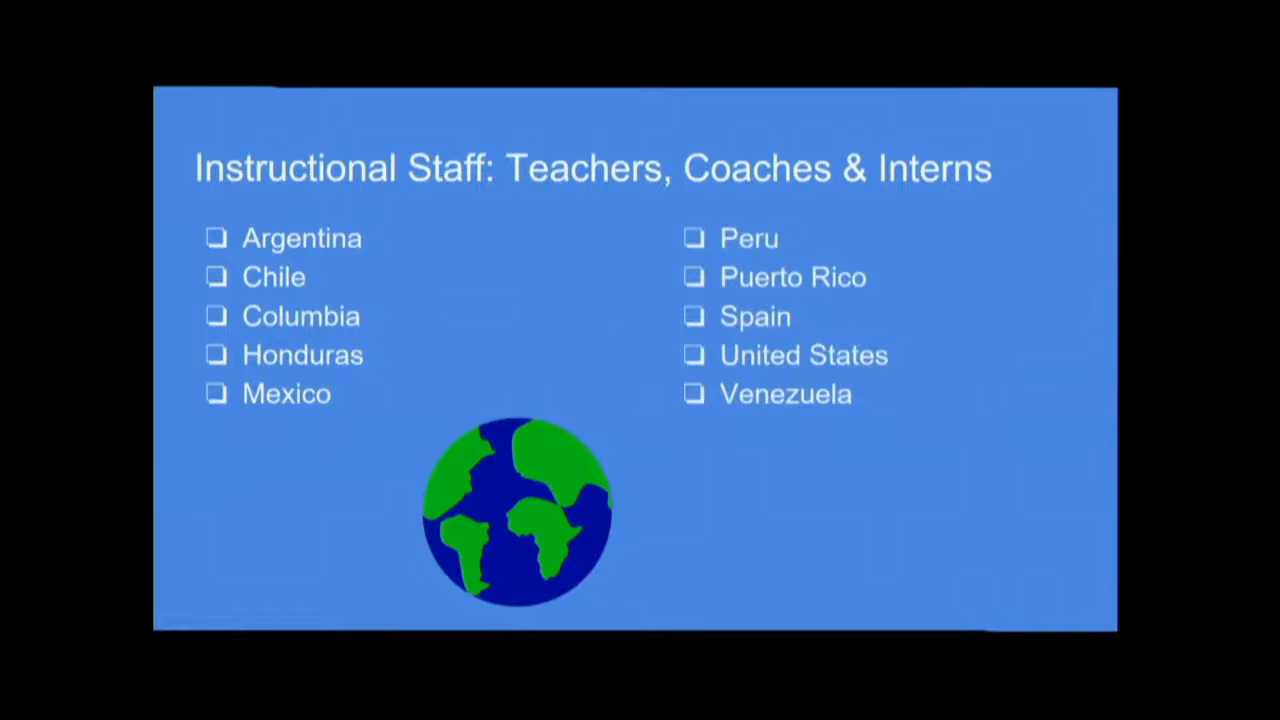 Instructional Staff: Teachers, Coaches & Interns
❏ Argentina
❏ Chile
❏ Columbia
❏ Honduras
❏ Mexico
❏ Peru
❏ Puerto Rico
❏ Spain
❏ United States
❏ Venezuela